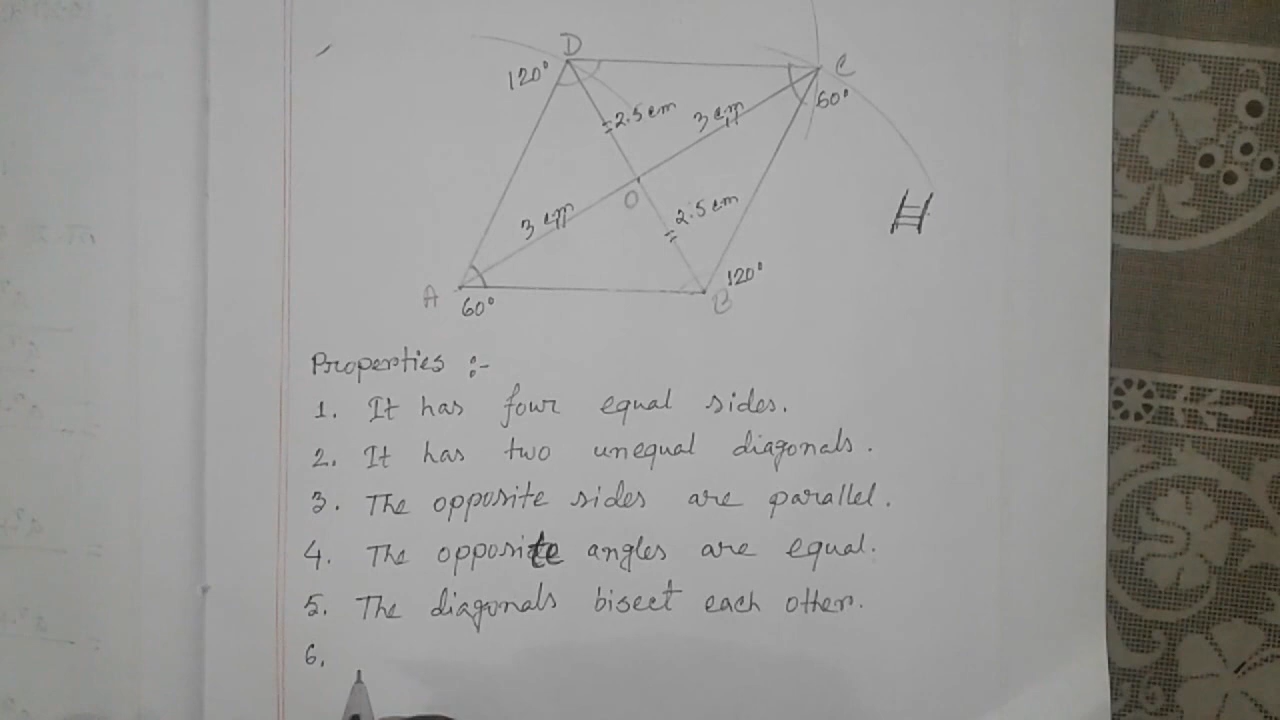 D
120°
C
60°
2.5 cm
3 cm
O
3 cm
2.5 cm
120°
A
B
60°
Properties :-
1. It has four equal sides.
2. It has two unequal diagonals.
3. The opposite sides are parallel.
4. The opposite angles are equal.
5. The diagonals bisect each other.
6.